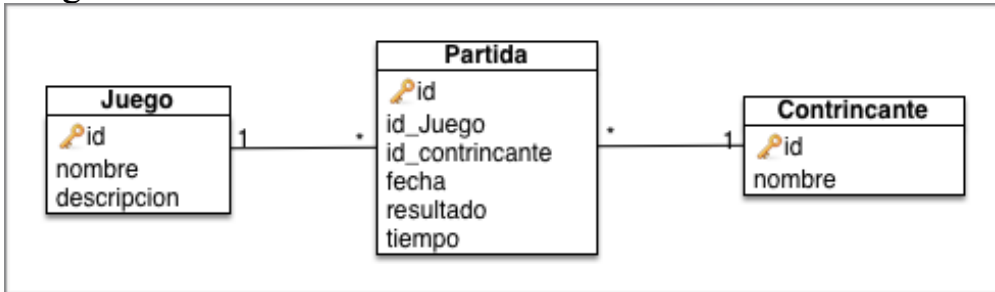 Juego
id
nombre
descripcion
1
*
Partida
id
id_Juego
id_contrincante
fecha
resultado
tiempo
*
1
Contrincante
id
nombre